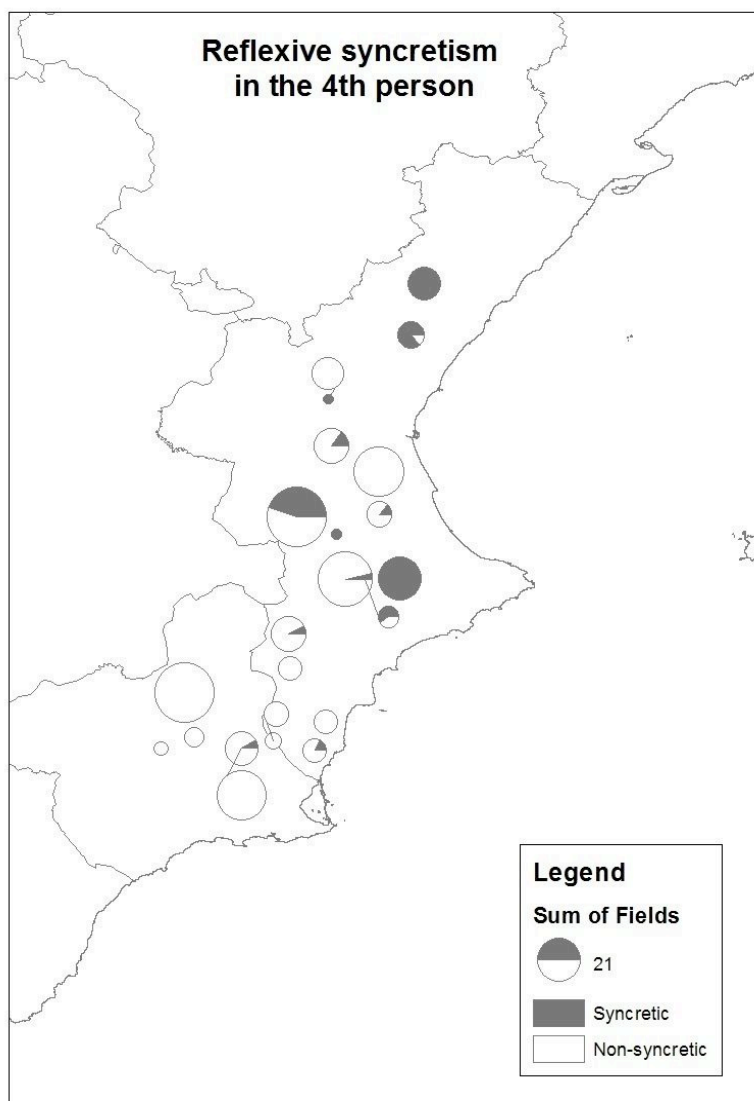 Reflexive syncretism
in the 4th person
Legend
Sum of Fields
21
Syncretic
Non-syncretic